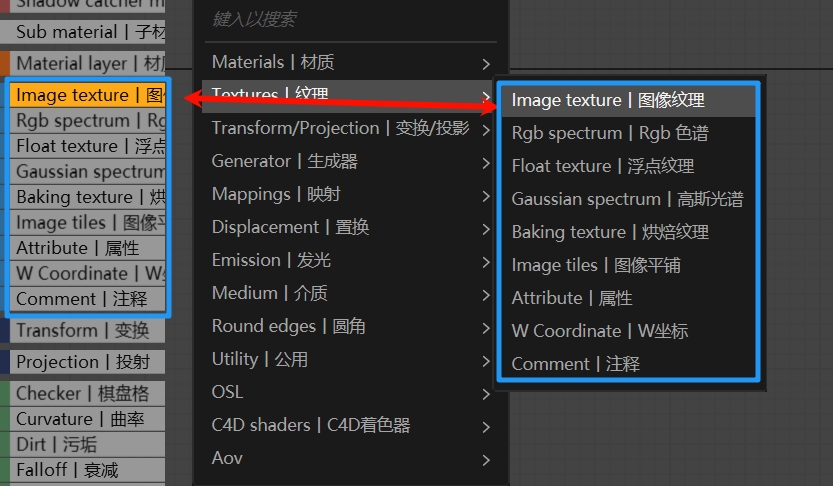 Shadow catcher m
Sub material | 子材
Material layer | 材质
Image texture | 图像
Rgb spectrum | Rg
Float texture | 浮点
Gaussian spectrum
Baking texture | 烘
Image tiles | 图像平
Attribute | 属性
W Coordinate | W坐
Comment | 注释
Transform | 变换
Projection | 投射
Checker | 棋盘格
Curvature | 曲率
Dirt | 污垢
Falloff | 衰减
键入以搜索
Materials | 材质
Textures | 纹理
Transform/Projection | 变换/投影
Generator | 生成器
Mappings | 映射
Displacement | 置换
Emission | 发光
Medium | 介质
Round edges | 圆角
Utility | 公用
OSL
C4D shaders | C4D着色器
Aov
Image texture | 图像纹理
Rgb spectrum | Rgb 色谱
Float texture | 浮点纹理
Gaussian spectrum | 高斯光谱
Baking texture | 烘焙纹理
Image tiles | 图像平铺
Attribute | 属性
W Coordinate | W坐标
Comment | 注释